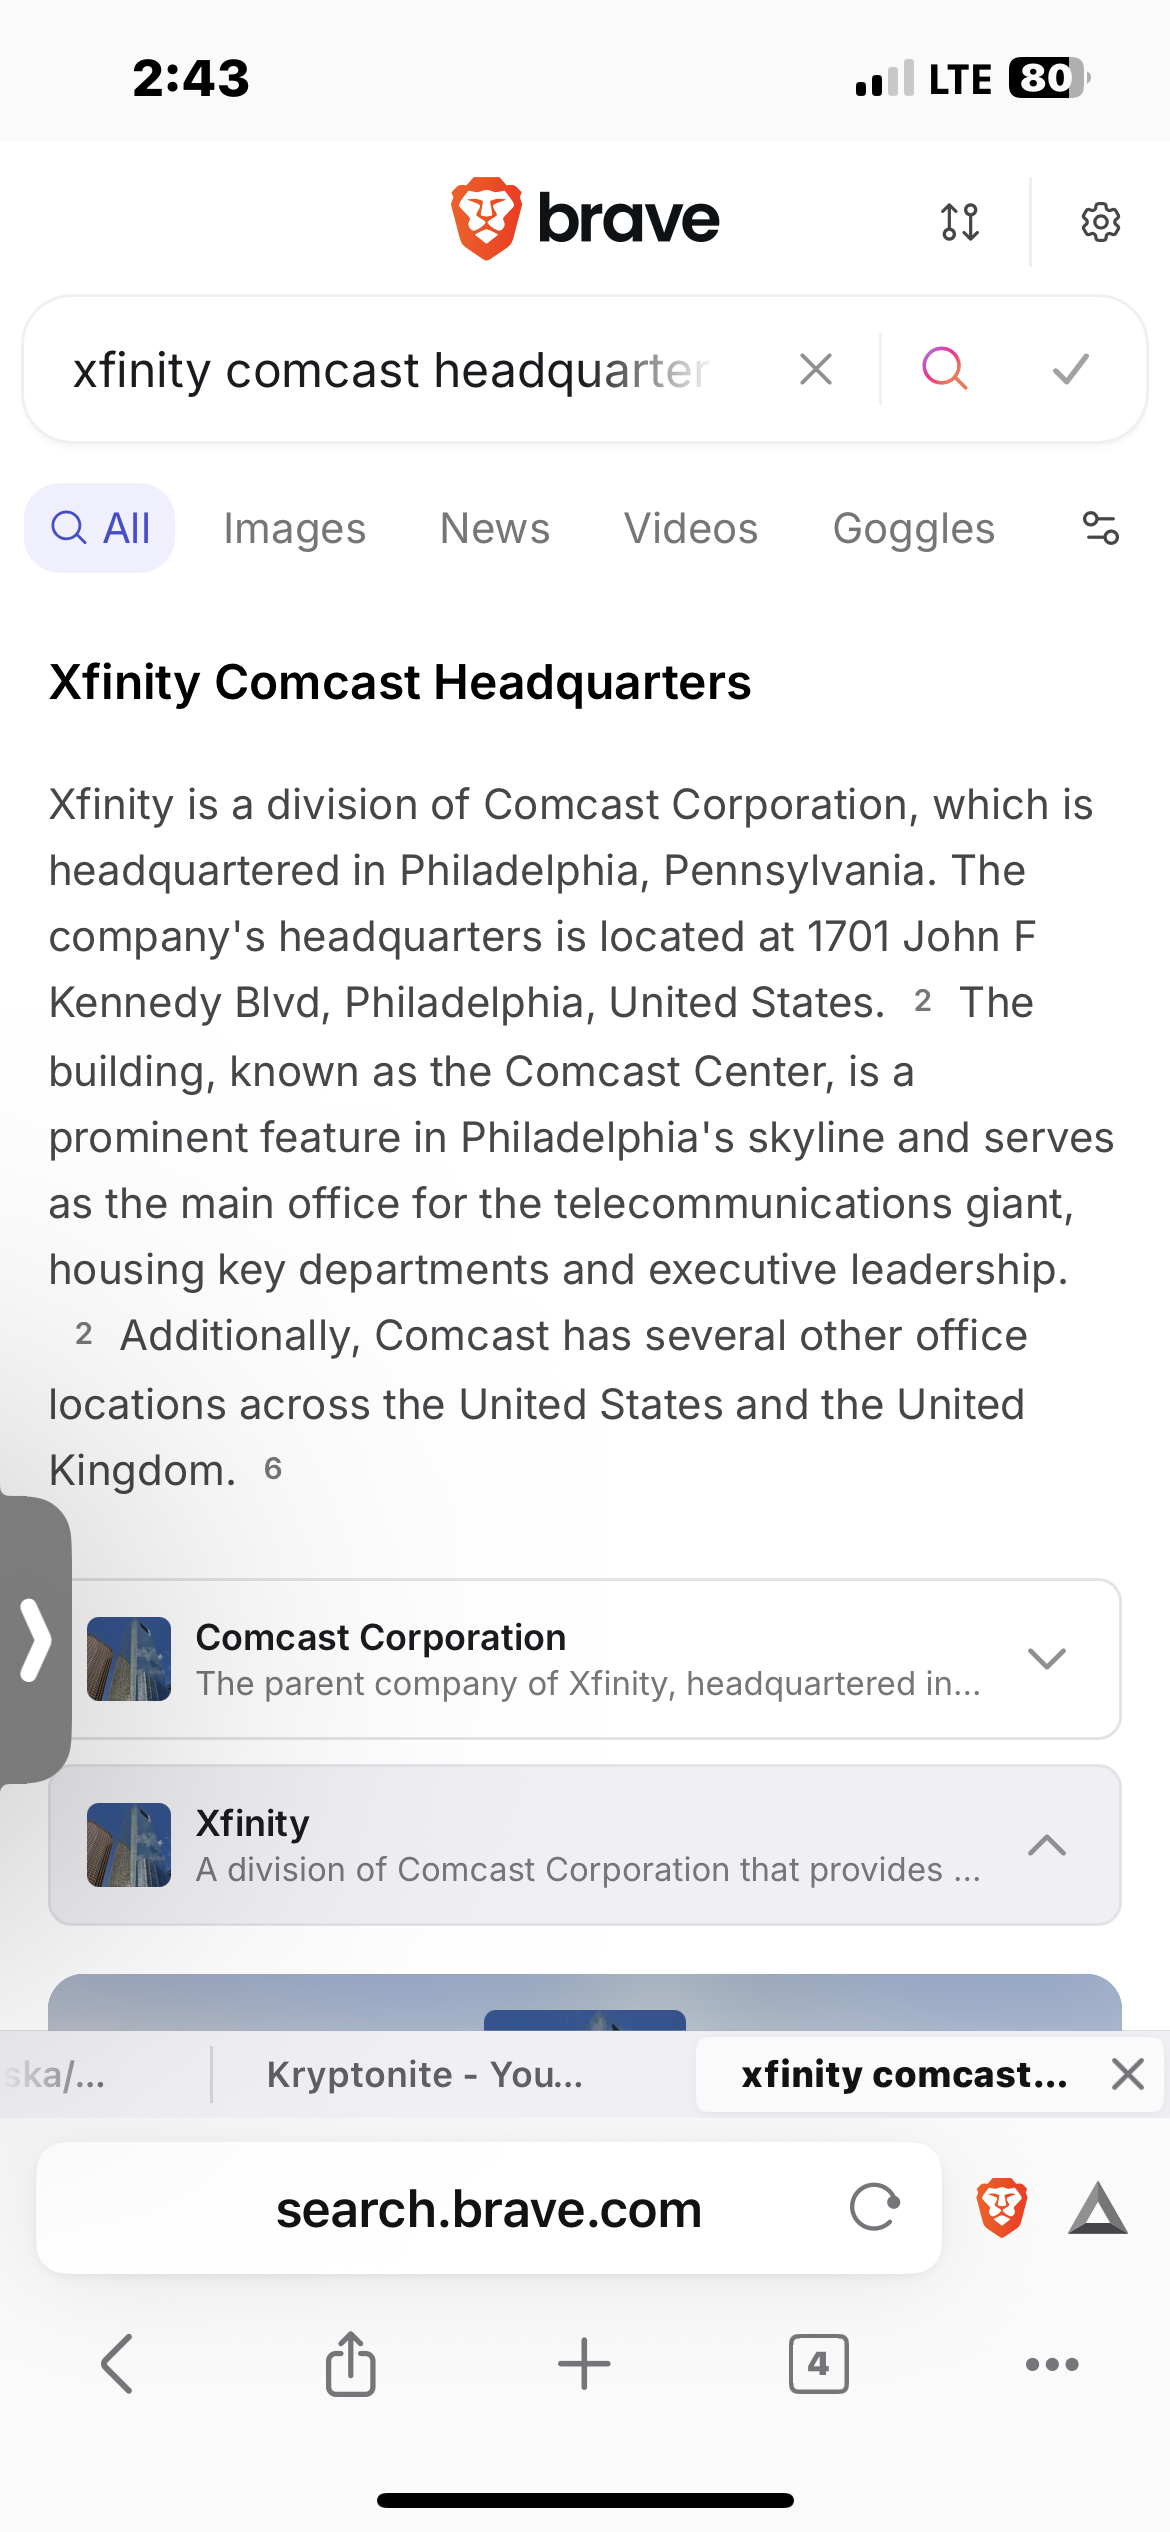 2:43
LTE
80
brave
xfinity comcast headquarter
All
Images
News
Videos
Goggles
Xfinity Comcast Headquarters
Xfinity is a division of Comcast Corporation, which is
headquartered in Philadelphia, Pennsylvania. The
company's headquarters is located at 1701 John F
Kennedy Blvd, Philadelphia, United States. 2 The
building, known as the Comcast Center, is a
prominent feature in Philadelphia's skyline and serves
as the main office for the telecommunications giant,
housing key departments and executive leadership.
2 Additionally, Comcast has several other office
locations across the United States and the United
Kingdom. 6
Comcast Corporation
The parent company of Xfinity, headquartered in...
Xfinity
A division of Comcast Corporation that provides ...
ska/...
Kryptonite - You...
xfinity comcast...
search.brave.com
4